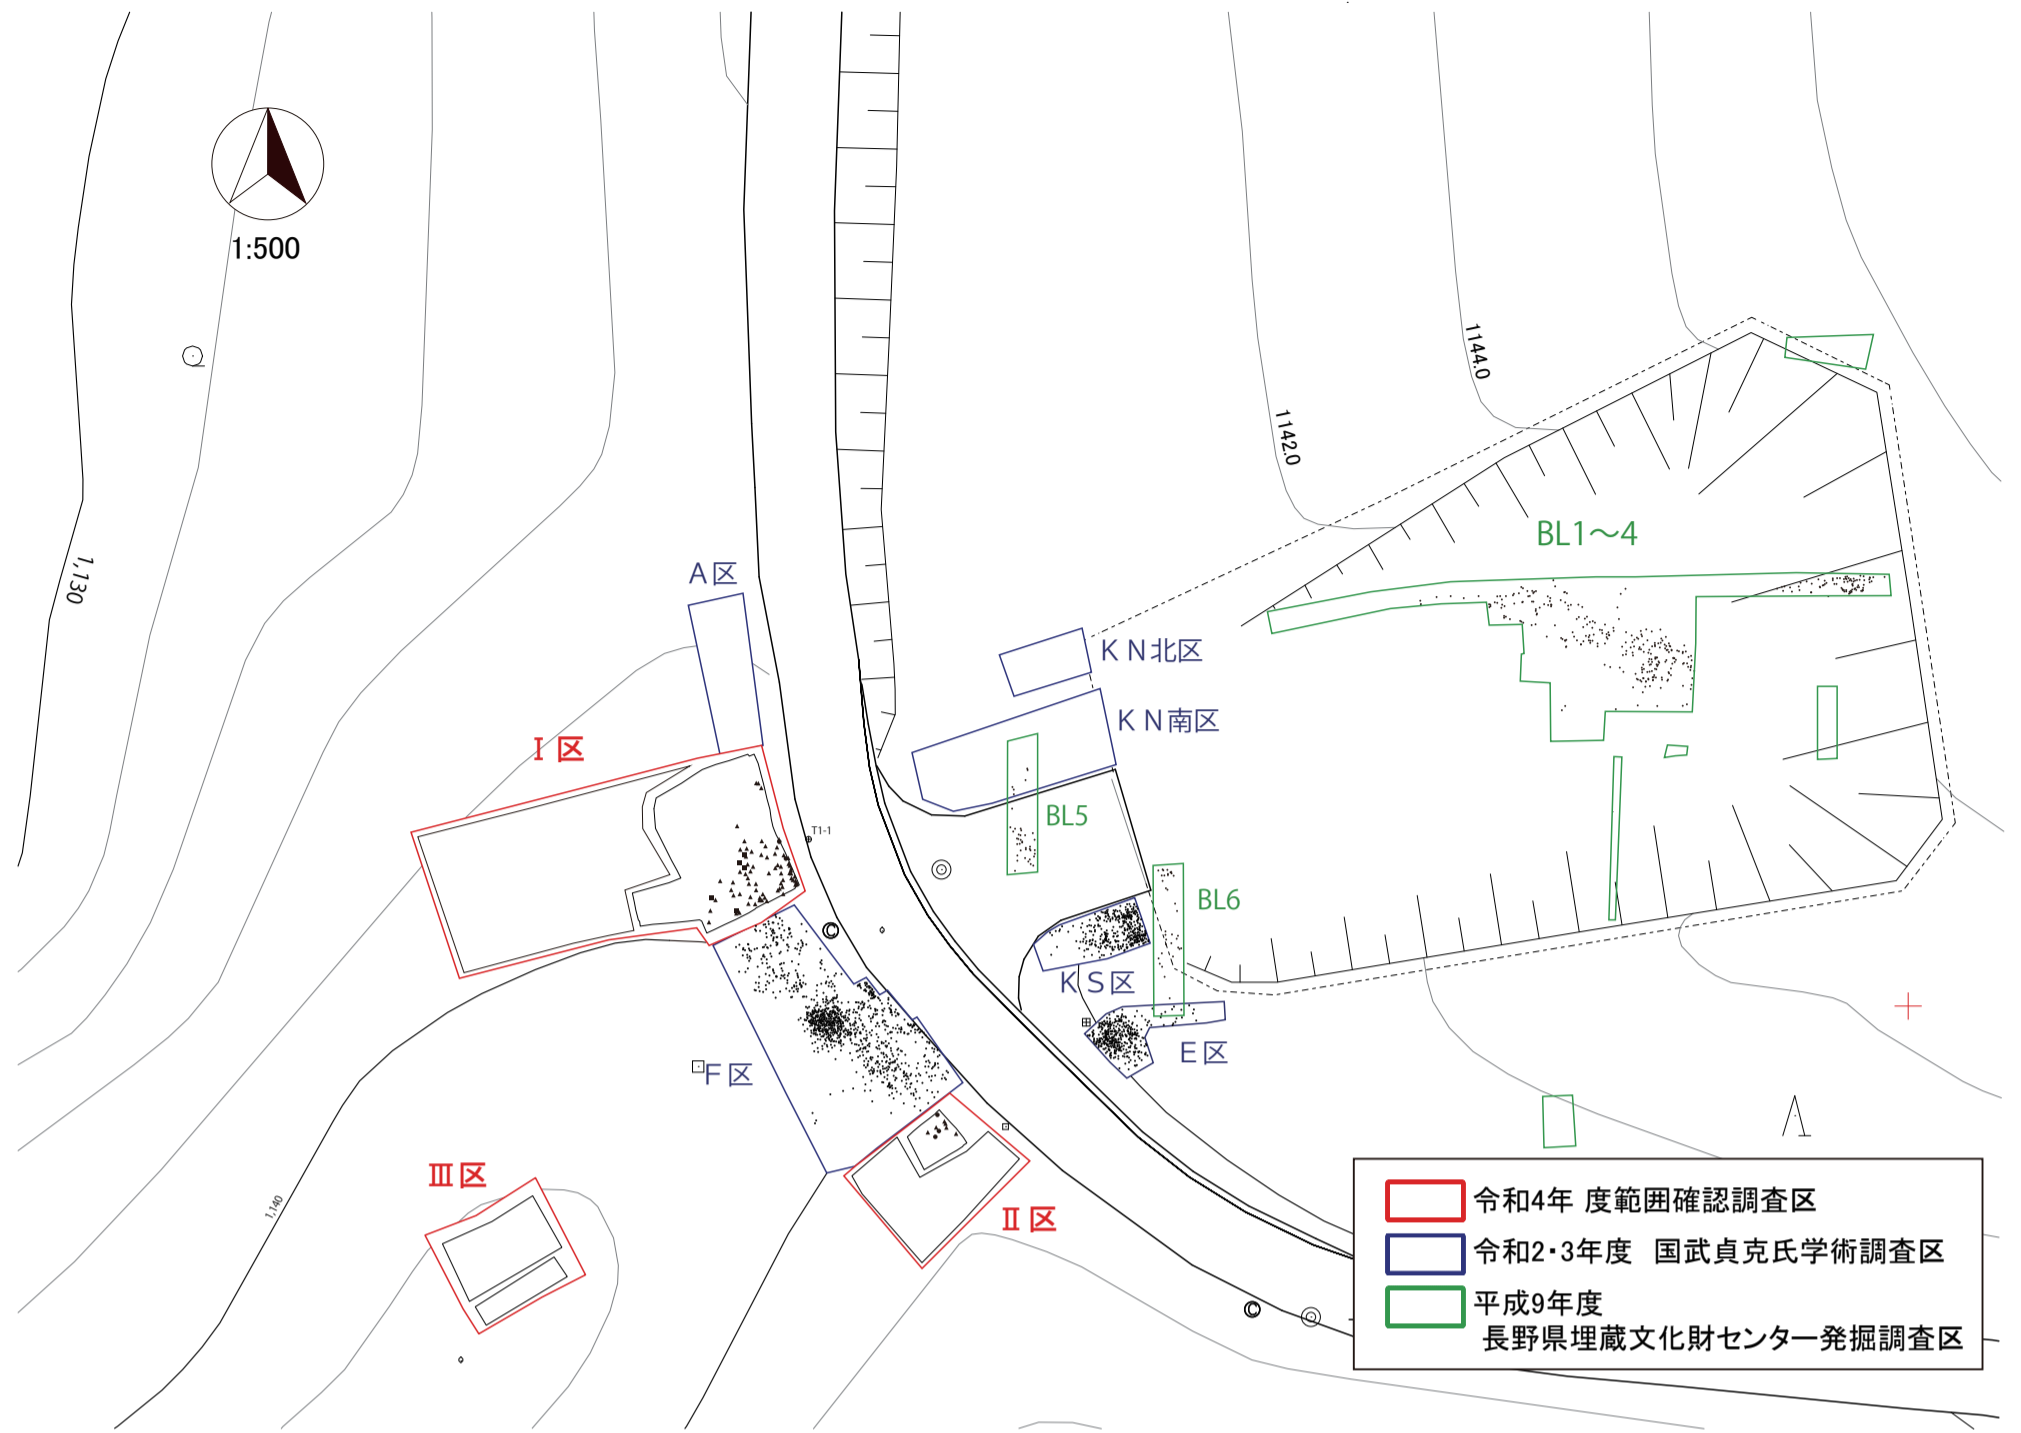 1:500
1144.0
1142.0
BL1～4
1,130
A区
KN北区
KN南区
I区
BL5
T1-1
BL6
C
KS区
E区
F区
III区
1,140
II区
C
令和4年 度範囲確認調査区
令和2・3年度 国武貞克氏学術調査区
平成9年度
長野県埋蔵文化財センター発掘調査区